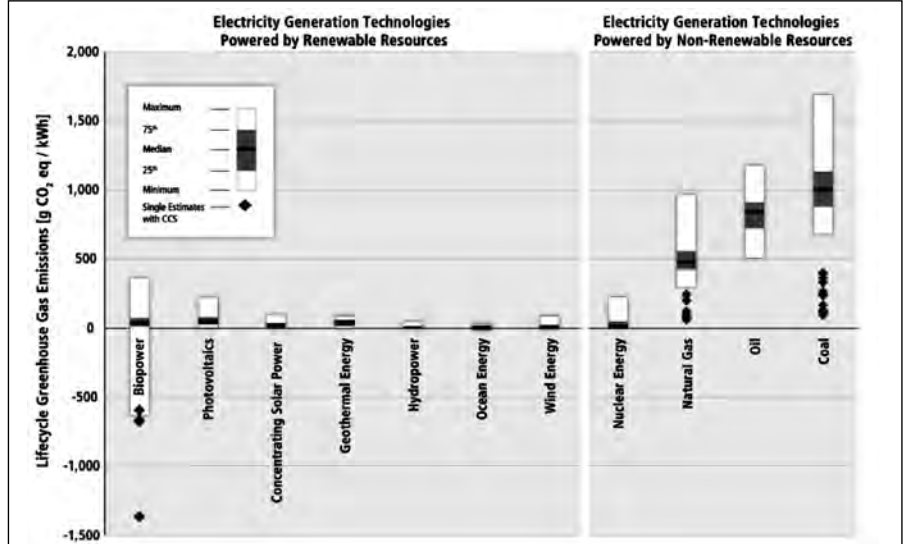 Electricity Generation Technologies
Powered by Renewable Resources
Electricity Generation Technologies
Powered by Non-Renewable Resources
Lifecycle Greenhouse Gas Emissions [g CO₂ eq / kWh]
2,000
1,500
1,000
500
0
-500
-1,000
-1,500
Maximum
75th
Median
25th
Minimum
Single Estimates
with CCS
Biopower
Photovoltaics
Concentrating Solar Power
Geothermal Energy
Hydropower
Ocean Energy
Wind Energy
Nuclear Energy
Natural Gas
Oil
Coal